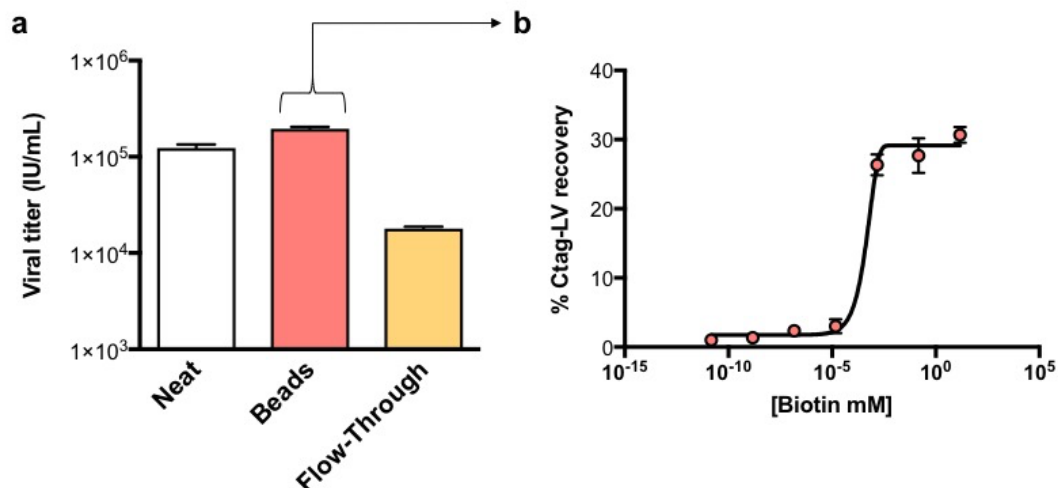 a
Viral titer (IU/mL)
1×10⁶
1×10⁵
1×10⁴
1×10³
Neat
Beads
Flow-Through
b
% Ctag-LV recovery
40
30
20
10
0
10⁻¹⁵
10⁻¹⁰
10⁻⁵
10⁰
10⁵
[Biotin mM]